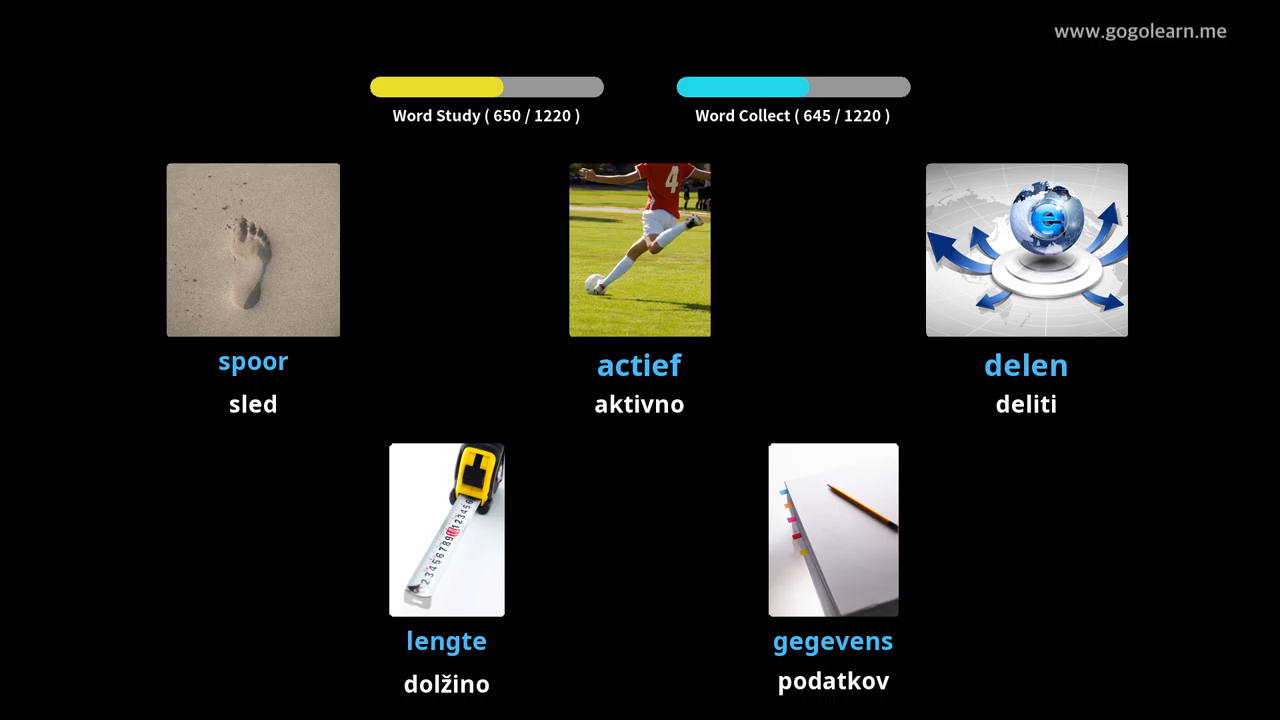 www.gogolearn.me
Word Study ( 650 / 1220 )
Word Collect ( 645 / 1220 )
4
e
spoor
actief
delen
sled
aktivno
deliti
lengte
gegevens
dolžino
podatkov